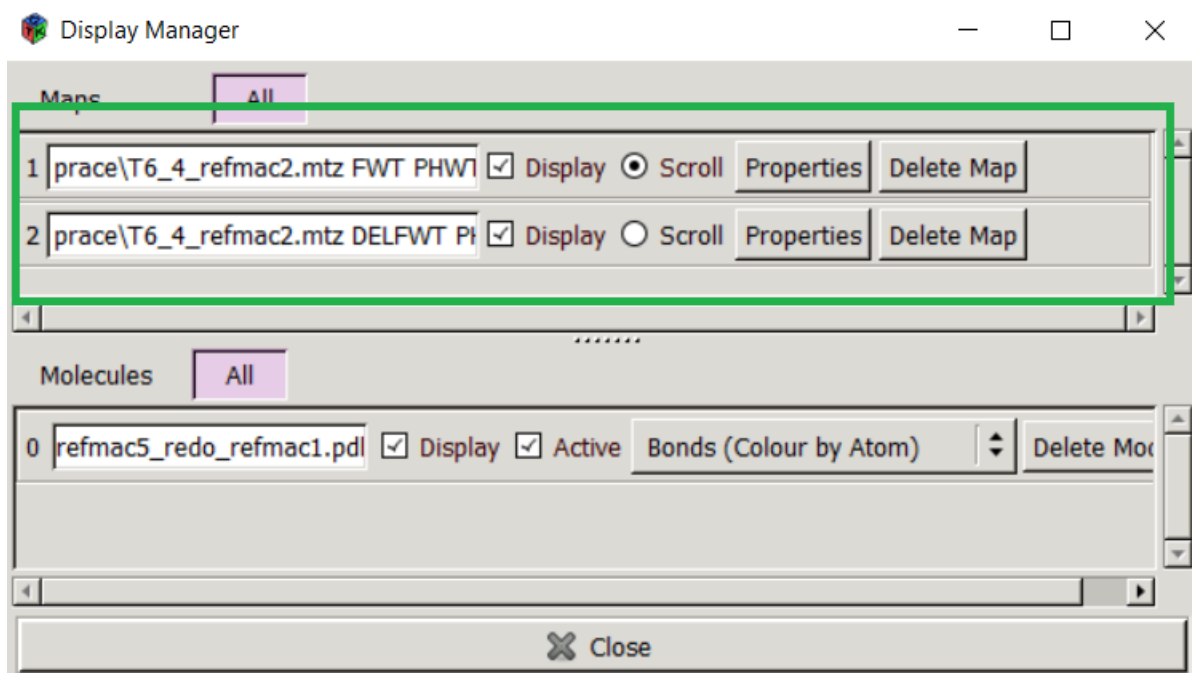 Display Manager
Maps All
1 prace\T6_4_refmac2.mtz FWT PHWT Display Scroll Properties Delete Map
2 prace\T6_4_refmac2.mtz DELFWT PH Display Scroll Properties Delete Map
Molecules All
0 refmac5_redo_refmac1.pd Display Active Bonds (Colour by Atom) Delete Mo
Close